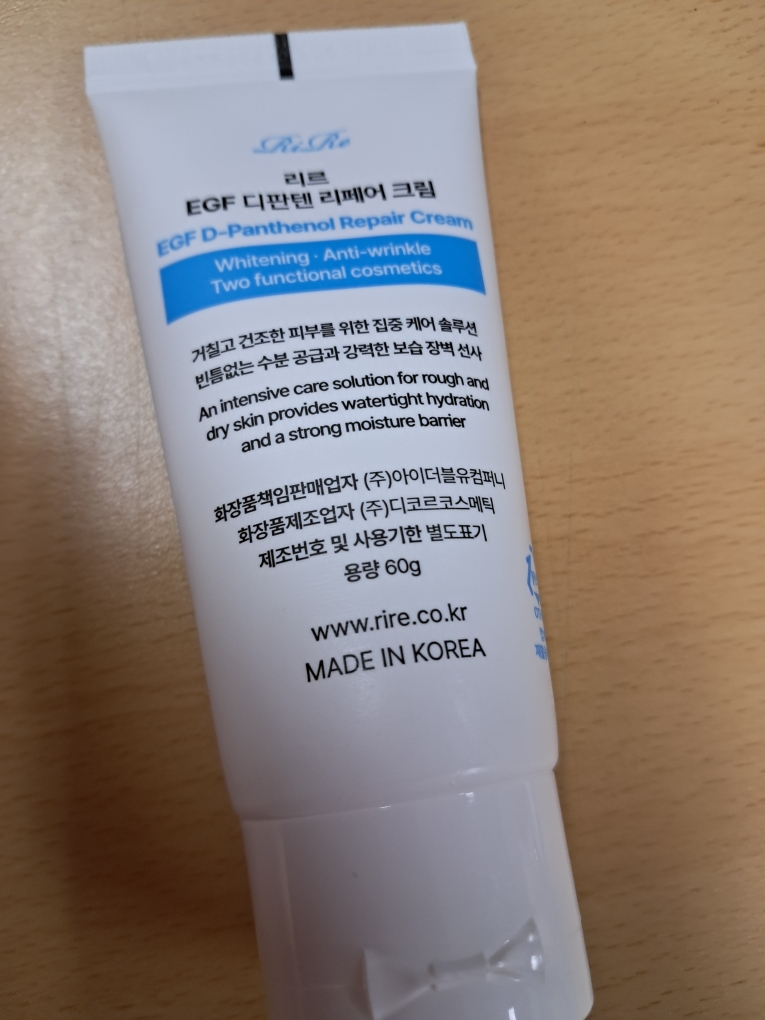 RiRe
리르
EGF 디판텐 리페어 크림
EGF D-Panthenol Repair Cream
Whitening · Anti-wrinkle
Two functional cosmetics
거칠고 건조한 피부를 위한 집중 케어 솔루션
빈틈없는 수분 공급과 강력한 보습 장벽 선사
An intensive care solution for rough and
dry skin provides watertight hydration
and a strong moisture barrier
화장품책임판매업자 (주)아이더블유컴퍼니
화장품제조업자 (주)디코르코스메틱
제조번호 및 사용기한 별도표기
용량 60g
www.rire.co.kr
MADE IN KOREA